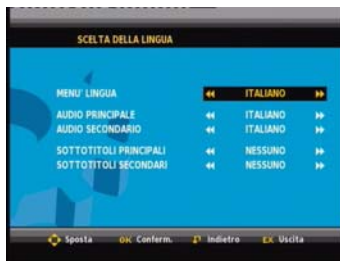 SCELTA DELLA LINGUA
MENU' LINGUA ITALIANO
AUDIO PRINCIPALE ITALIANO
AUDIO SECONDARIO ITALIANO
SOTTOTITOLI PRINCIPALI NESSUNO
SOTTOTITOLI SECONDARI NESSUNO
Sposta OK Conferm. Indietro EX Uscita